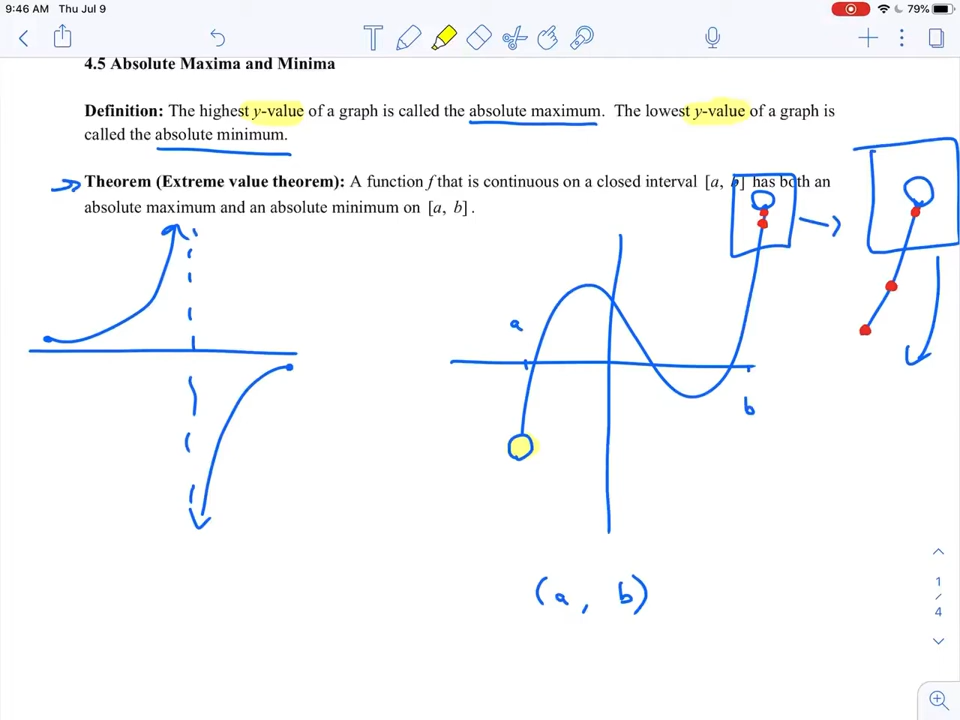 9:46 AM Thu Jul 9
79%
4.5 Absolute Maxima and Minima
Definition: The highest y-value of a graph is called the absolute maximum. The lowest y-value of a graph is
called the absolute minimum.
Theorem (Extreme value theorem): A function f that is continuous on a closed interval [a, b] has both an
absolute maximum and an absolute minimum on [a, b].
a
b
(a, b)
1
/
4